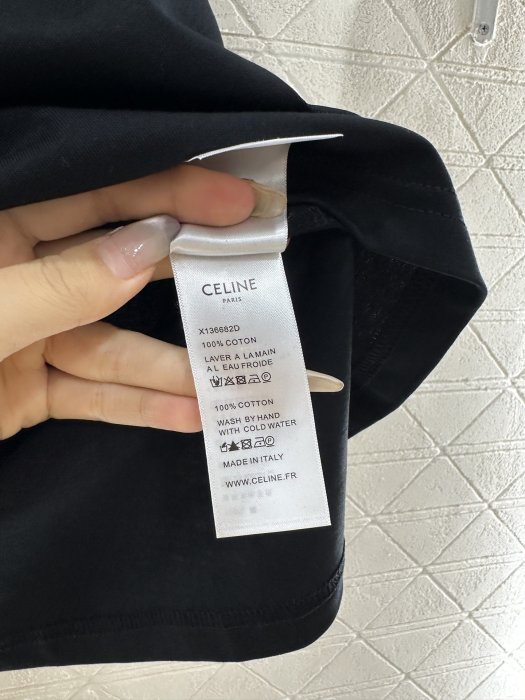 CELINE
PARIS
X136682D
100% COTON
LAVER A LA MAIN
A L EAU FROIDE
100% COTTON
WASH BY HAND
WITH COLD WATER
MADE IN ITALY
WWW.CELINE.FR